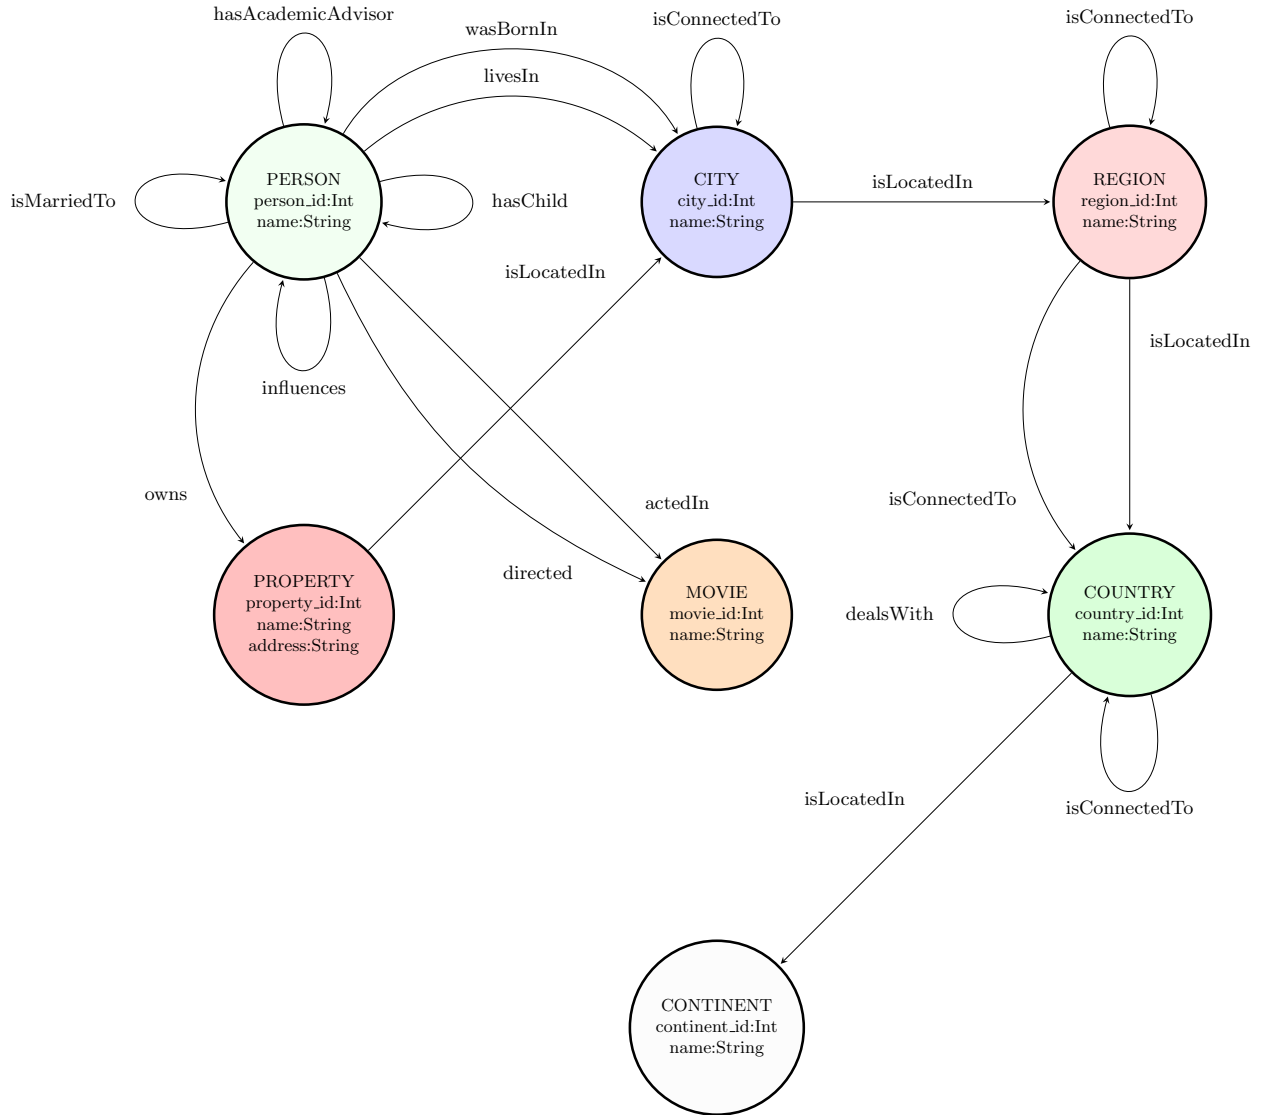 hasAcademicAdvisor
wasBornIn
isConnectedTo
isConnectedTo
livesIn
isMarriedTo
PERSON
person_id:Int
name:String
hasChild
CITY
city_id:Int
name:String
isLocatedIn
REGION
region_id:Int
name:String
isLocatedIn
isLocatedIn
influences
owns
actedIn
isConnectedTo
directed
PROPERTY
property_id:Int
name:String
address:String
MOVIE
movie_id:Int
name:String
dealsWith
COUNTRY
country_id:Int
name:String
isLocatedIn
isConnectedTo
CONTINENT
continent_id:Int
name:String